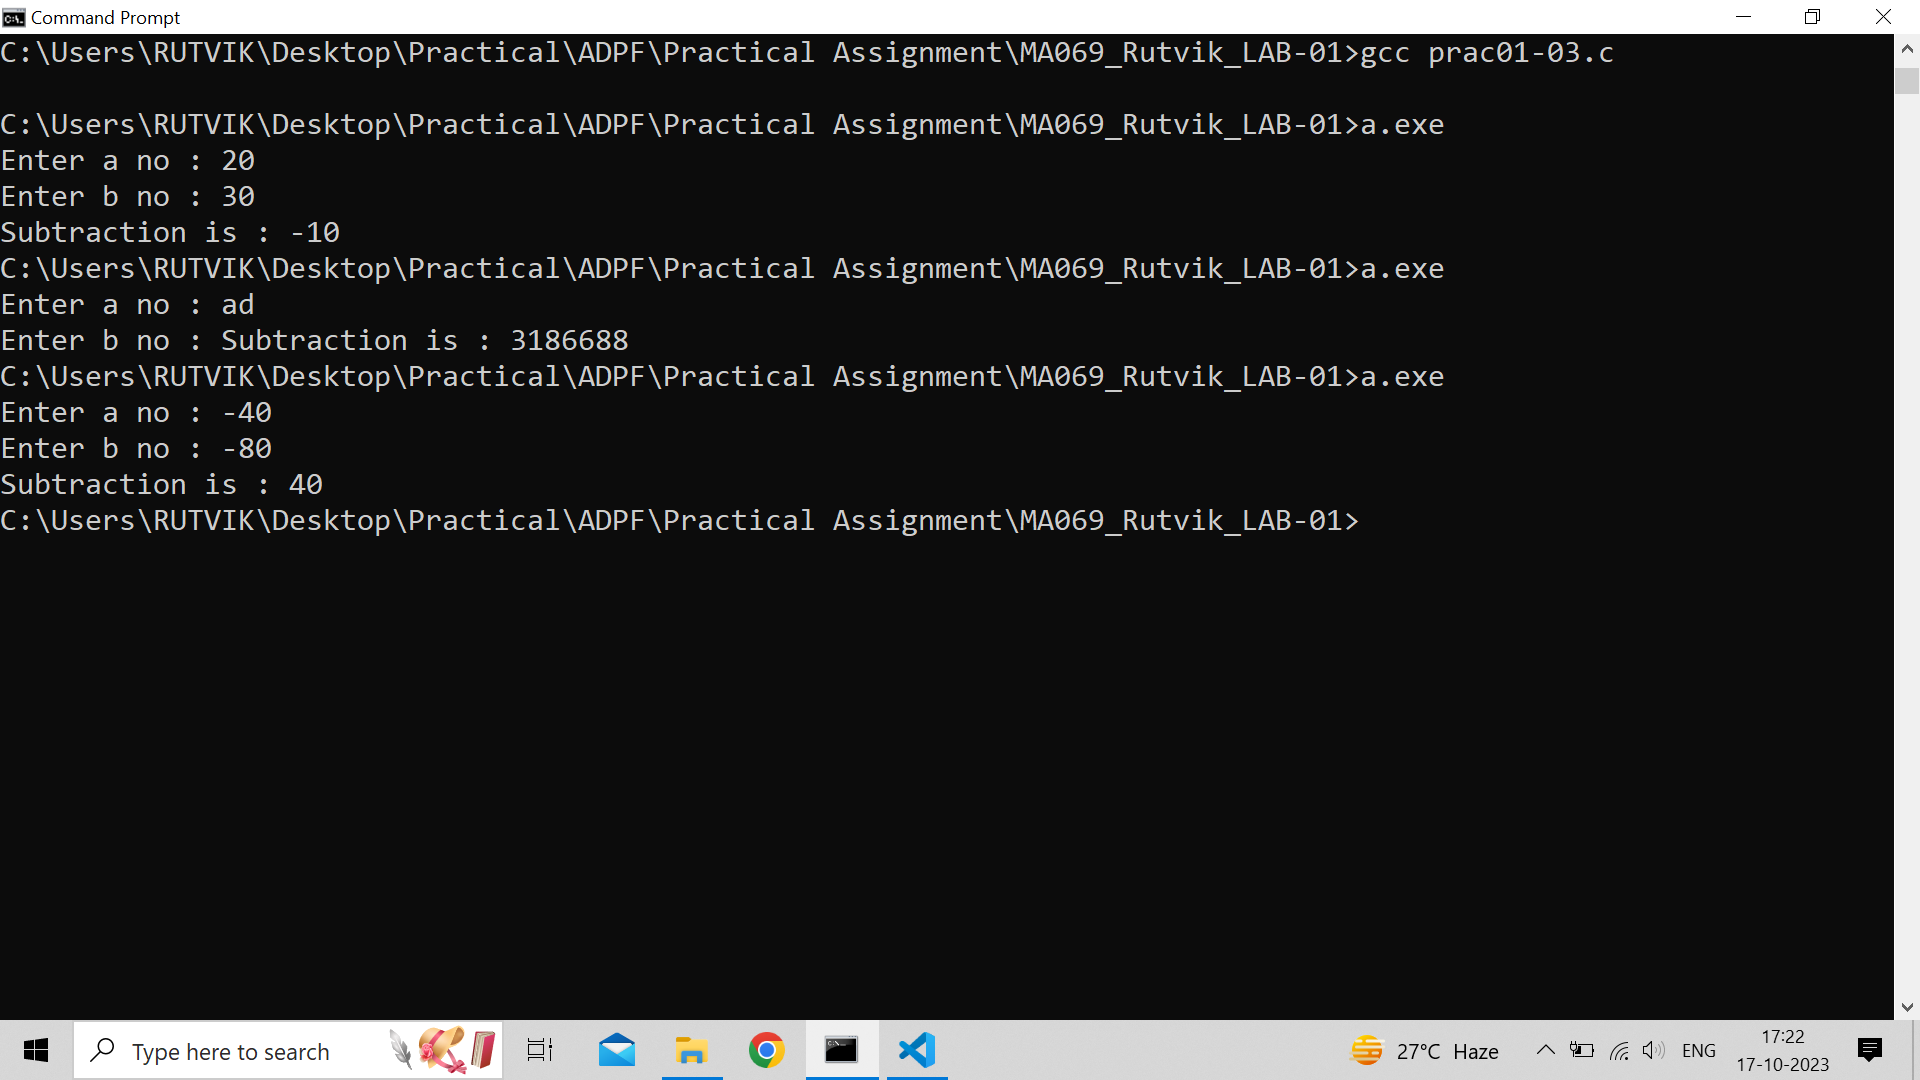 Command Prompt
C:\Users\RUTVIK\Desktop\Practical\ADPF\Practical Assignment\MA069_Rutvik_LAB-01>gcc prac01-03.c
C:\Users\RUTVIK\Desktop\Practical\ADPF\Practical Assignment\MA069_Rutvik_LAB-01>a.exe
Enter a no : 20
Enter b no : 30
Subtraction is : -10
C:\Users\RUTVIK\Desktop\Practical\ADPF\Practical Assignment\MA069_Rutvik_LAB-01>a.exe
Enter a no : ad
Enter b no : Subtraction is : 3186688
C:\Users\RUTVIK\Desktop\Practical\ADPF\Practical Assignment\MA069_Rutvik_LAB-01>a.exe
Enter a no : -40
Enter b no : -80
Subtraction is : 40
C:\Users\RUTVIK\Desktop\Practical\ADPF\Practical Assignment\MA069_Rutvik_LAB-01>
Type here to search
27°C Haze
ENG
17:22
17-10-2023